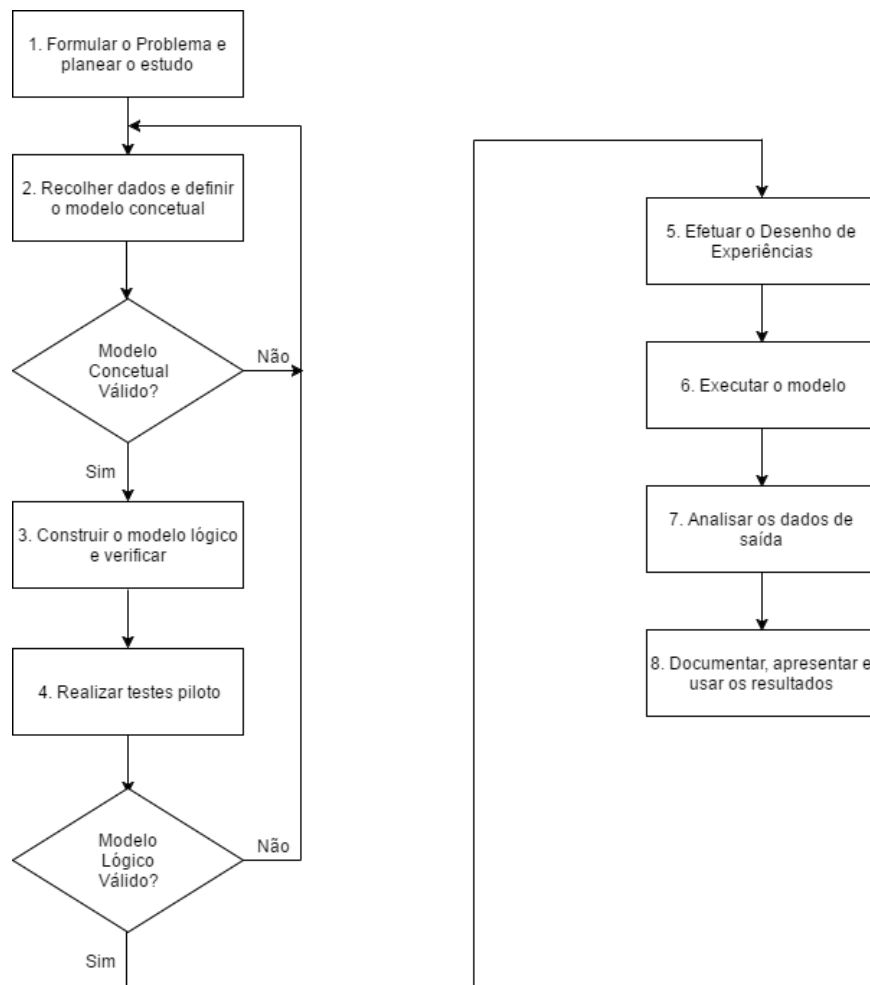 1. Formular o Problema e
planear o estudo
2. Recolher dados e definir
o modelo concetual
Modelo
Concetual
Válido?
Não
Sim
3. Construir o modelo lógico
e verificar
4. Realizar testes piloto
Modelo
Lógico
Válido?
Não
Sim
5. Efetuar o Desenho de
Experiências
6. Executar o modelo
7. Analisar os dados de
saída
8. Documentar, apresentar e
usar os resultados